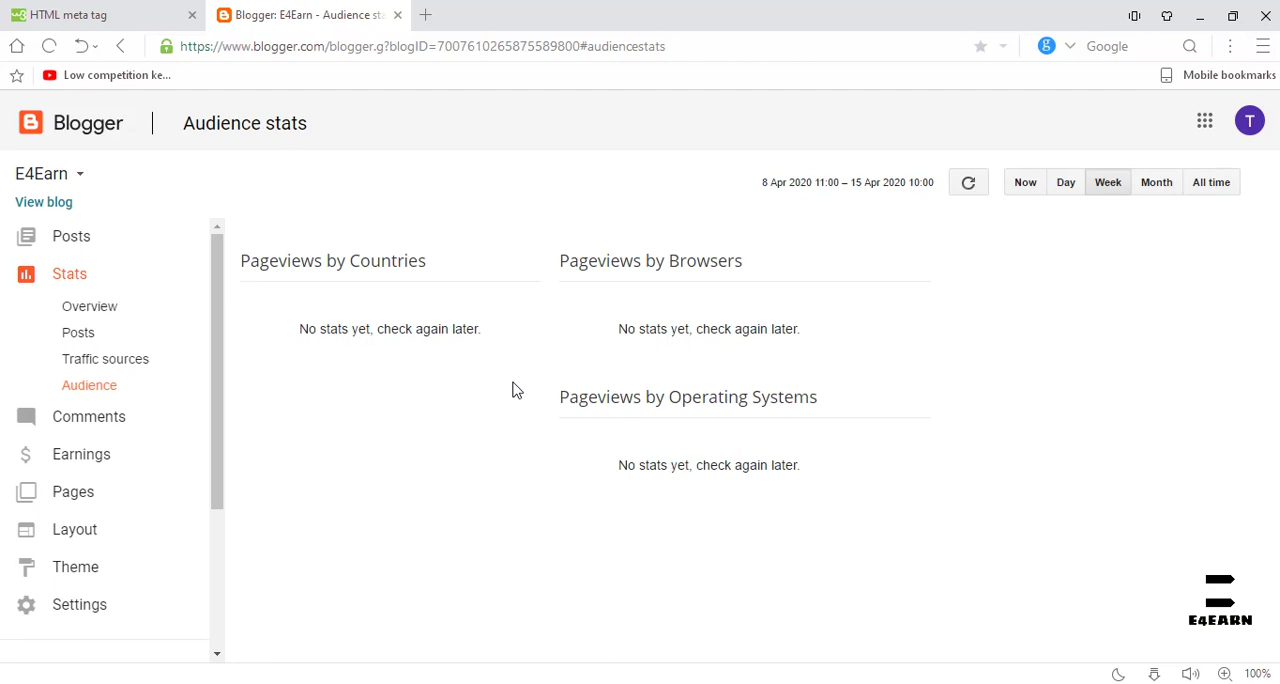 HTML meta tag
Blogger: E4Earn - Audience sta
https://www.blogger.com/blogger.g?blogID=7007610265875589800#audiencestats
Google
Low competition ke...
Mobile bookmarks
Blogger
Audience stats
T
E4Earn
8 Apr 2020 11:00 – 15 Apr 2020 10:00
Now
Day
Week
Month
All time
View blog
Posts
Stats
Overview
Posts
Traffic sources
Audience
Comments
Earnings
Pages
Layout
Theme
Settings
Pageviews by Countries
No stats yet, check again later.
Pageviews by Browsers
No stats yet, check again later.
Pageviews by Operating Systems
No stats yet, check again later.
E4EARN
100%